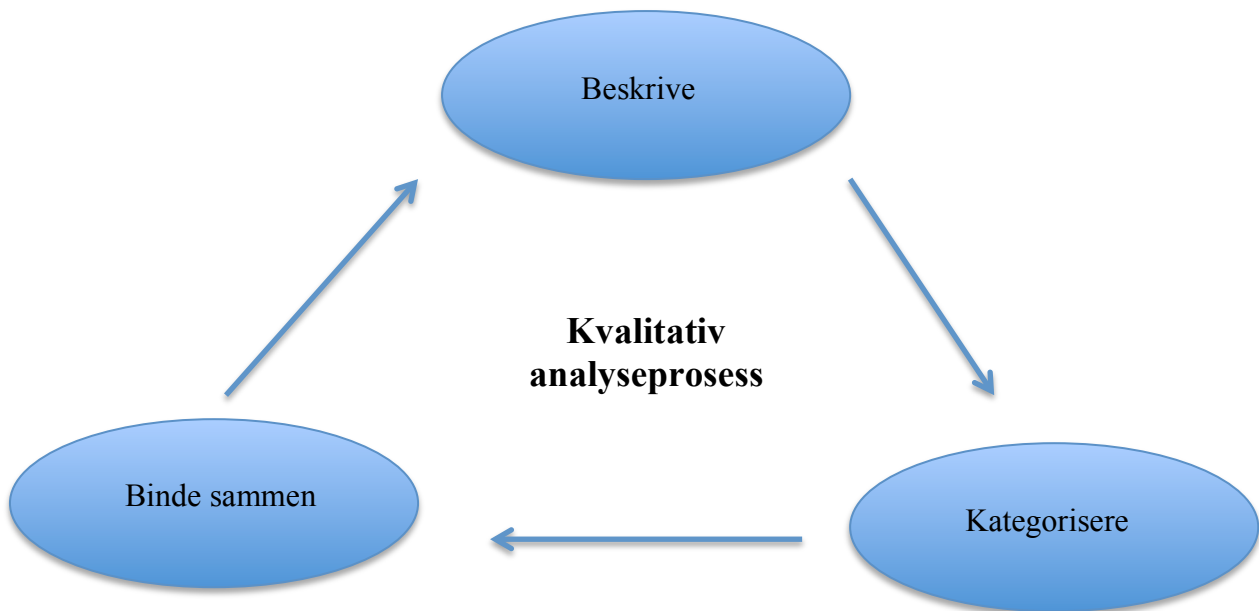 Beskrive
Kvalitativ
analyseprosess
Binde sammen
Kategorisere